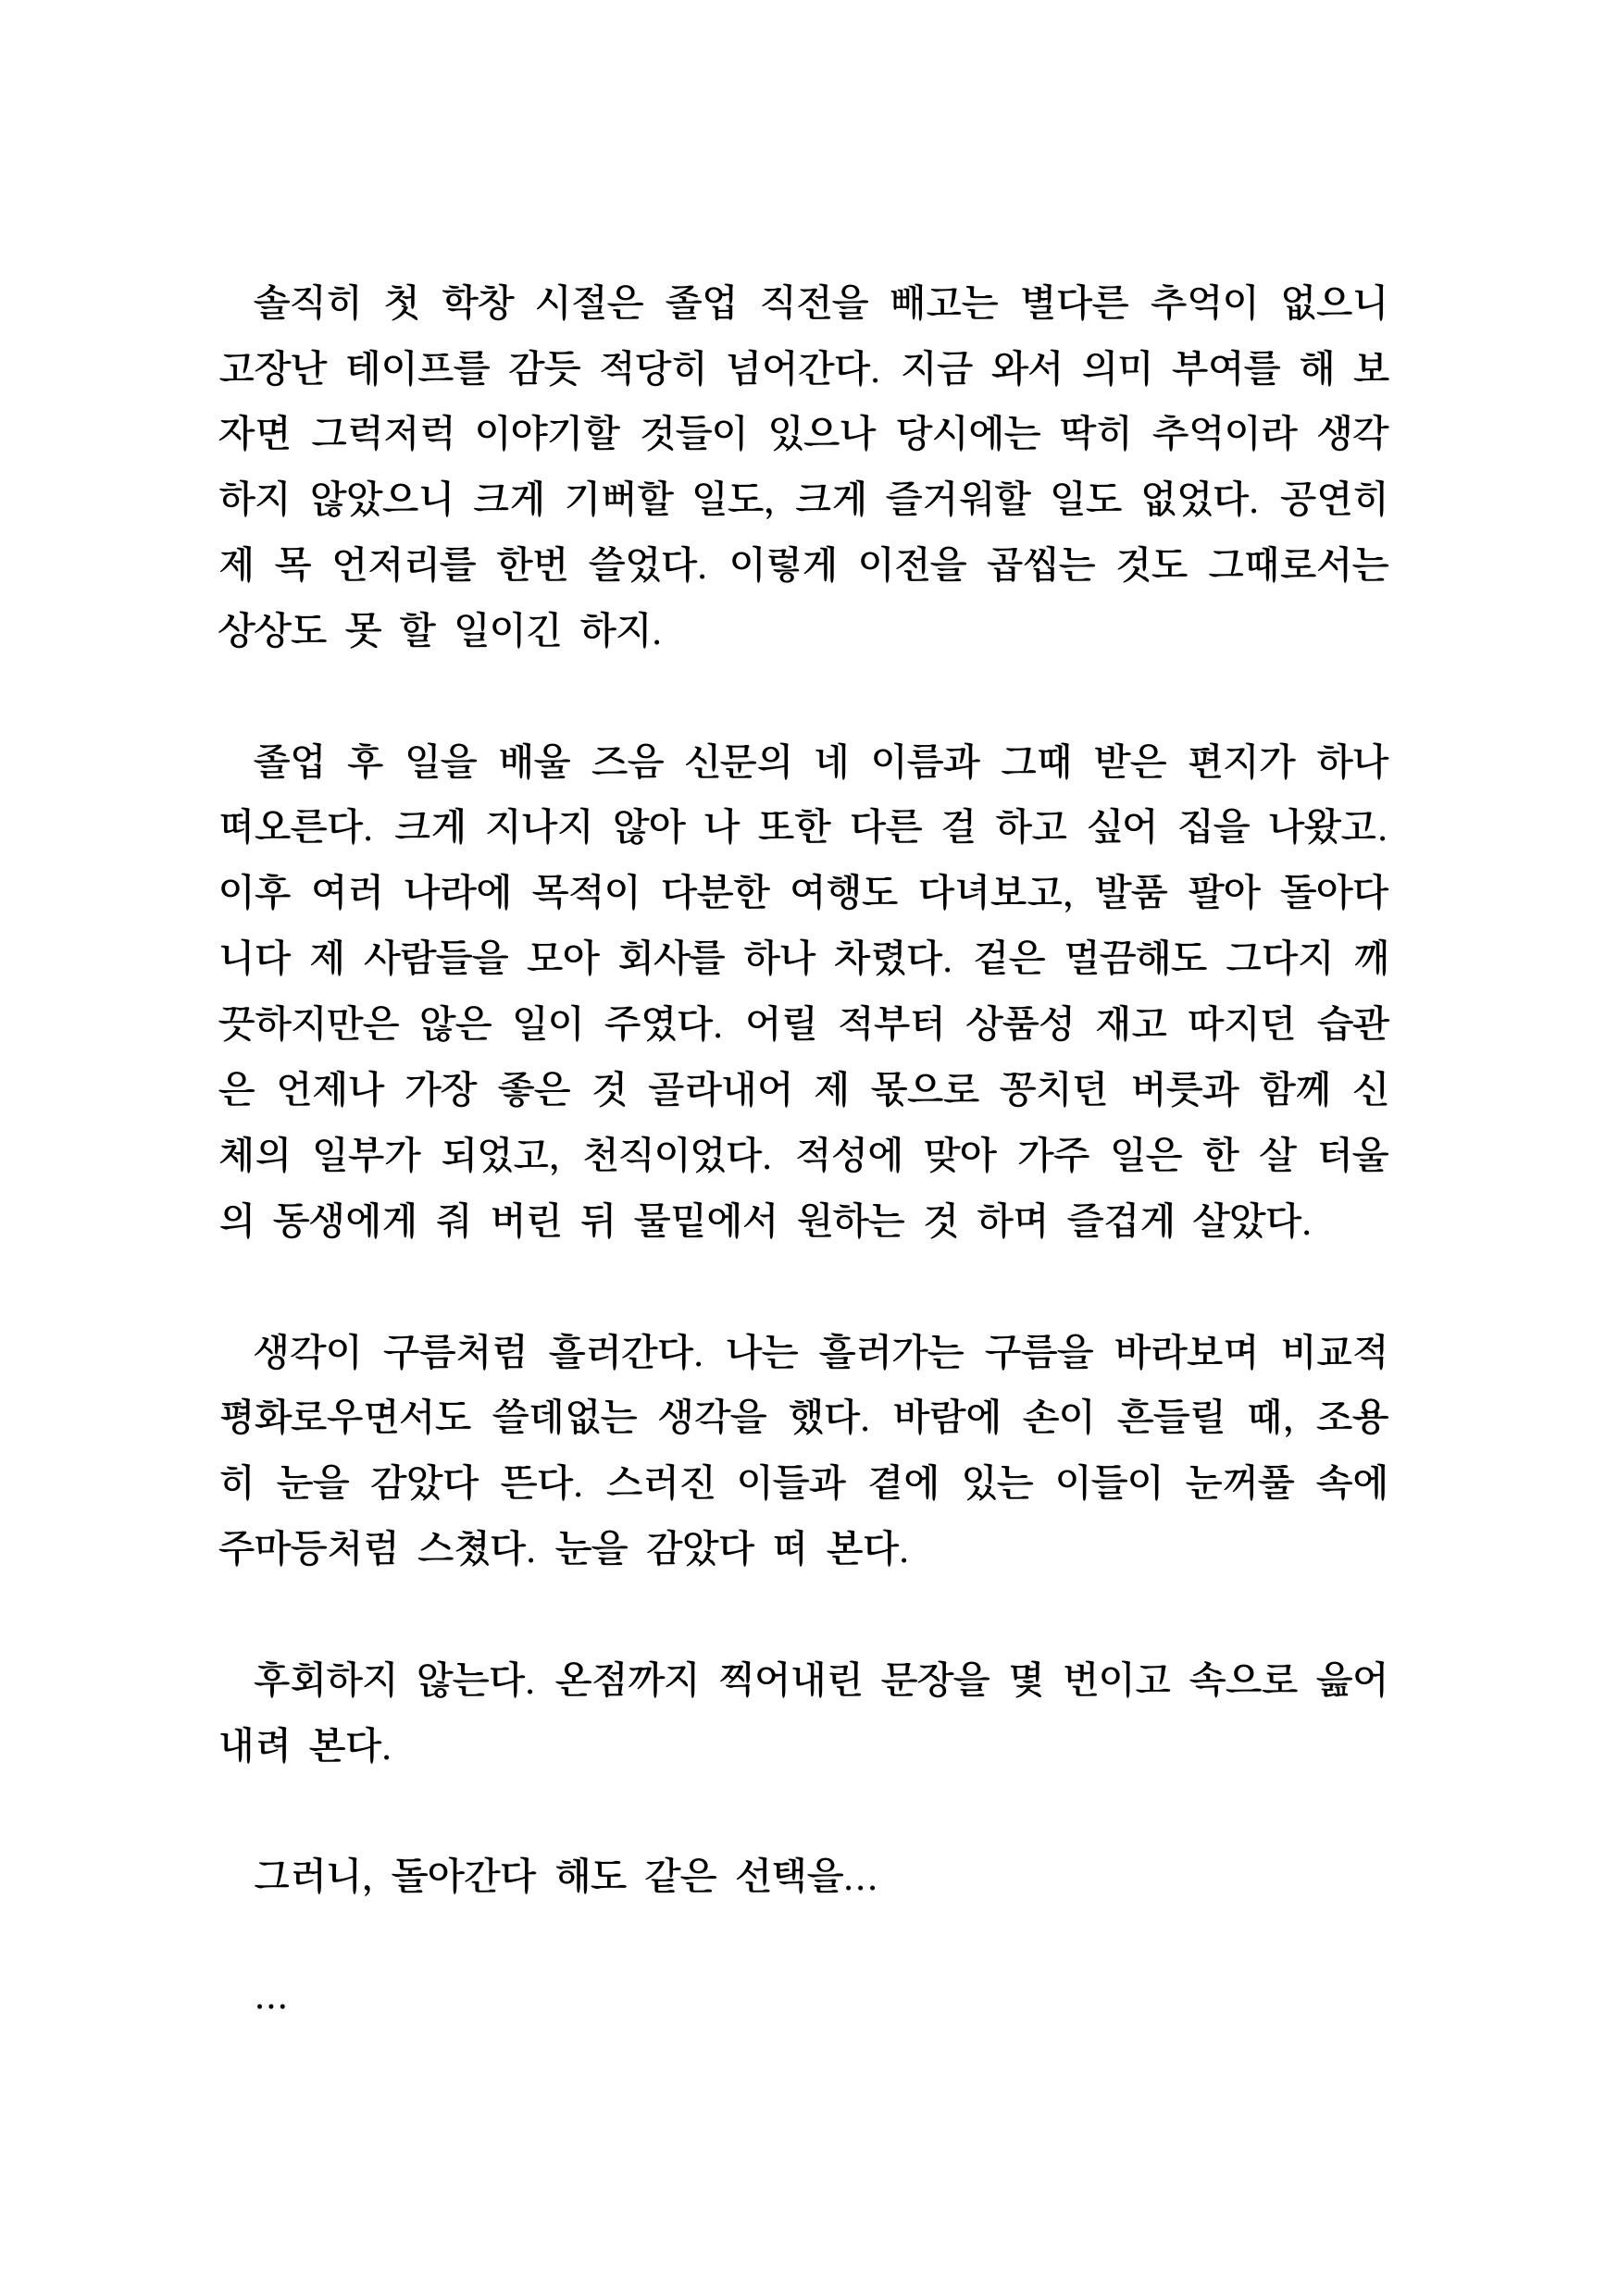 솔직히 첫 학창 시절은 졸업 직전을 빼고는 별다른 추억이 없으니
고장난 테이프를 감듯 적당히 넘어간다. 지금 와서 의미 부여를 해 보
자면 그럭저럭 이야기할 것들이 있으나 당시에는 딱히 추억이라 생각
하지 않았으니 크게 기뻐할 일도, 크게 즐거워할 일도 없었다. 공연히
제 목 언저리를 한번 쓸었다. 이렇게 이전을 곱씹는 것도 그때로서는
상상도 못 할 일이긴 하지.
졸업 후 일을 배울 즈음 신문의 네 이름과 그때 받은 편지가 하나
떠오른다. 크게 지나지 않아 나 또한 다른 걸 하고 싶어 집을 나왔고.
이후 여러 나라에 목적이 다분한 여행도 다녀보고, 발품 팔아 돌아다
니다 제 사람들을 모아 회사를 하나 차렸다. 겉은 멀끔해도 그다지 깨
끗하지만은 않은 일이 주였다. 어릴 적부터 상품성 재고 따지던 습관
은 언제나 가장 좋은 것 골라내어 제 몫으로 꽁치던 버릇과 함께 신
체의 일부가 되었고, 천직이었다. 적성에 맞아 가주 일은 한 살 터울
의 동생에게 줘 버린 뒤 물밑에서 원하는 것 하며 즐겁게 살았다.
생각이 구름처럼 흘러간다. 나는 흘러가는 구름을 바라보며 비교적
평화로우면서도 쓸데없는 생각을 했다. 바람에 손이 흔들릴 때, 조용
히 눈을 감았다 뜬다. 스러진 이들과 곁에 있는 이들이 눈꺼풀 속에
주마등처럼 스쳤다. 눈을 감았다 떠 본다.
후회하지 않는다. 온점까지 찍어내린 문장을 몇 번이고 속으로 읊어
내려 본다.
그러니, 돌아간다 해도 같은 선택을...
...